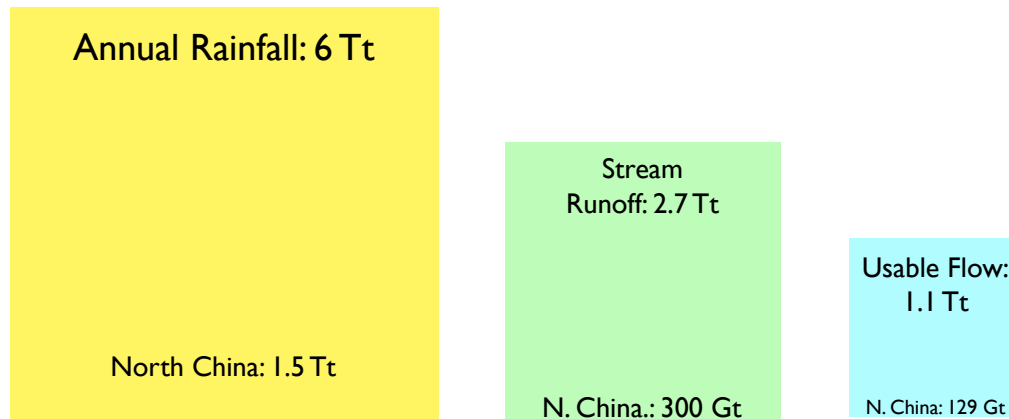 Annual Rainfall: 6 Tt
North China: 1.5 Tt
Stream
Runoff: 2.7 Tt
N. China.: 300 Gt
Usable Flow:
1.1 Tt
N. China: 129 Gt